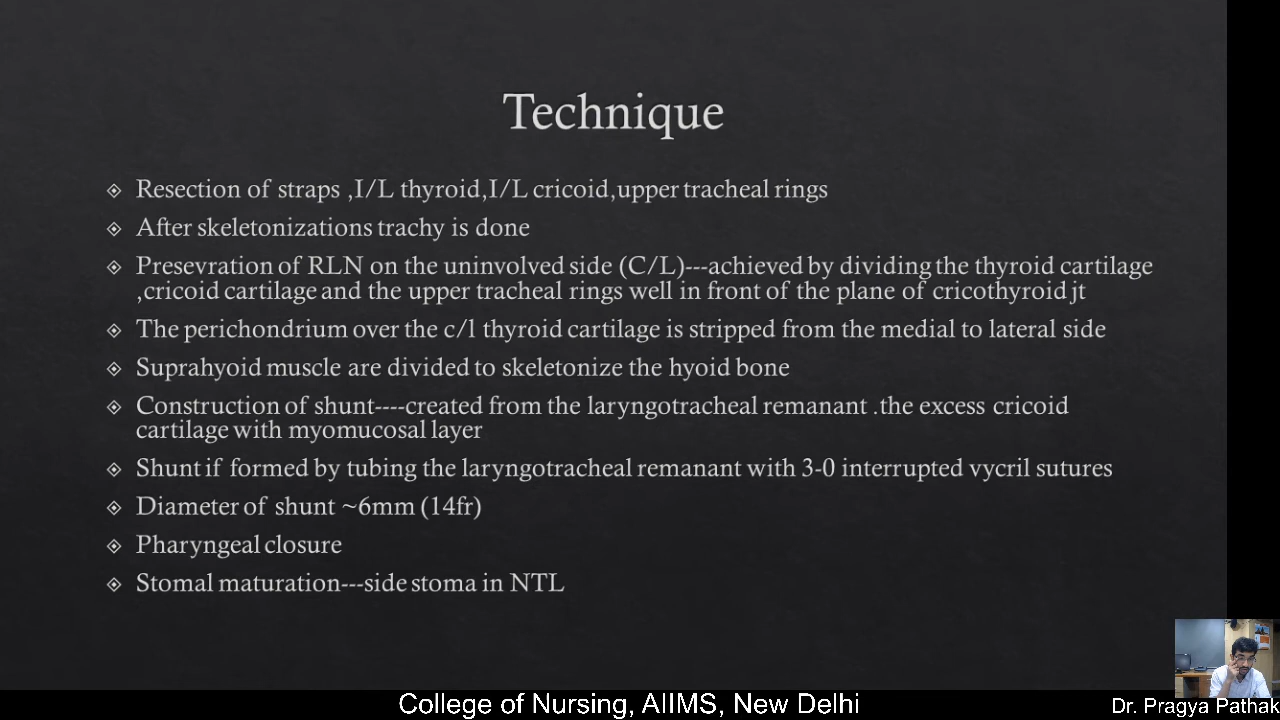 Technique
Resection of straps ,I/L thyroid,I/L cricoid,upper tracheal rings
After skeletonizations trachy is done
Presevration of RLN on the uninvolved side (C/L)---achieved by dividing the thyroid cartilage
,cricoid cartilage and the upper tracheal rings well in front of the plane of cricothyroid jt
The perichondrium over the c/l thyroid cartilage is stripped from the medial to lateral side
Suprahyoid muscle are divided to skeletonize the hyoid bone
Construction of shunt----created from the laryngotracheal remanant .the excess cricoid
cartilage with myomucosal layer
Shunt if formed by tubing the laryngotracheal remanant with 3-0 interrupted vycril sutures
Diameter of shunt ~6mm (14fr)
Pharyngeal closure
Stomal maturation---side stoma in NTL
College of Nursing, AIIMS, New Delhi
Dr. Pragya Pathak